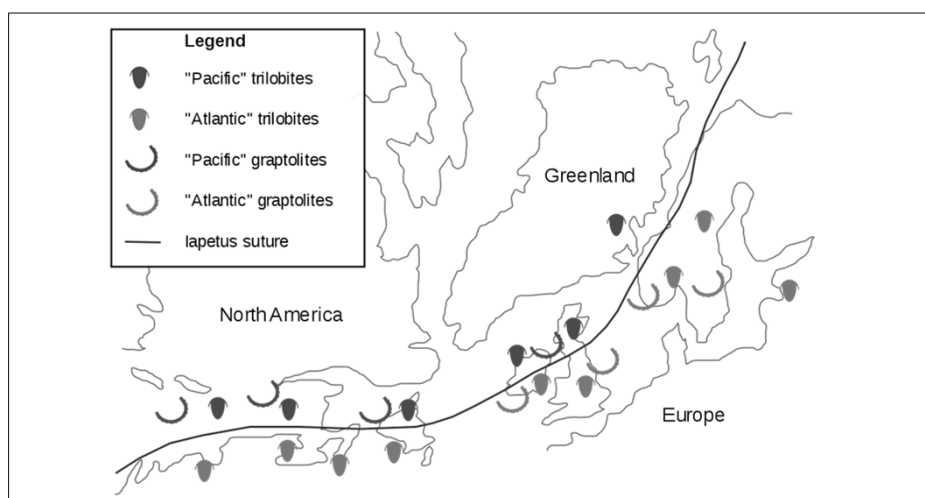 Legend
"Pacific" trilobites
"Atlantic" trilobites
"Pacific" graptolites
"Atlantic" graptolites
Iapetus suture
Greenland
North America
Europe